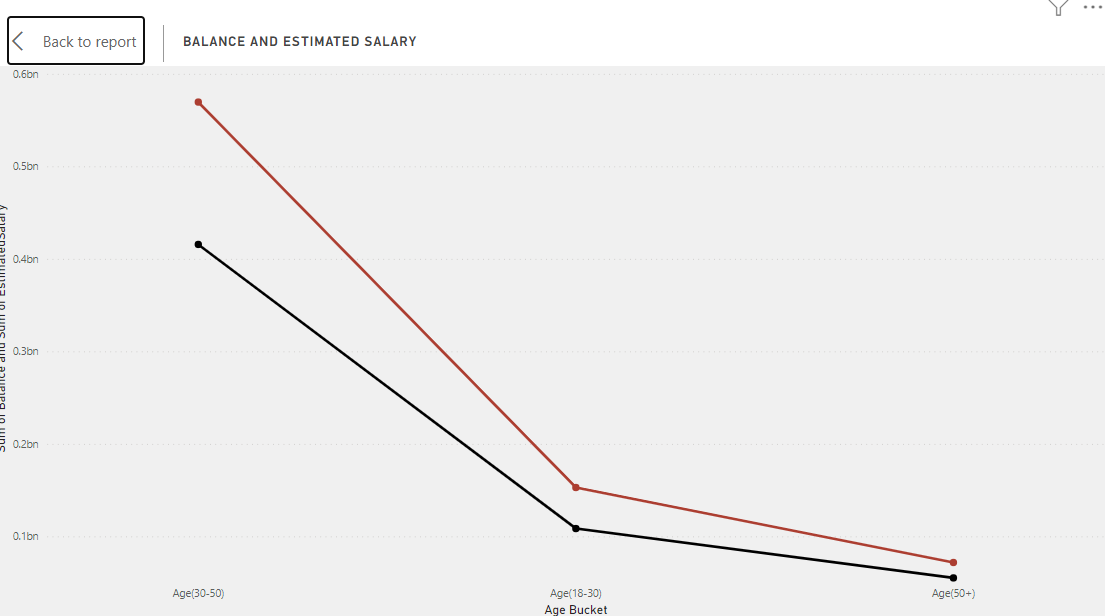 Back to report
BALANCE AND ESTIMATED SALARY
0.6bn
0.5bn
0.4bn
0.3bn
0.2bn
0.1bn
Sum of Balance and Sum of EstimatedSalary
Age(30-50)
Age(18-30)
Age(50+)
Age Bucket